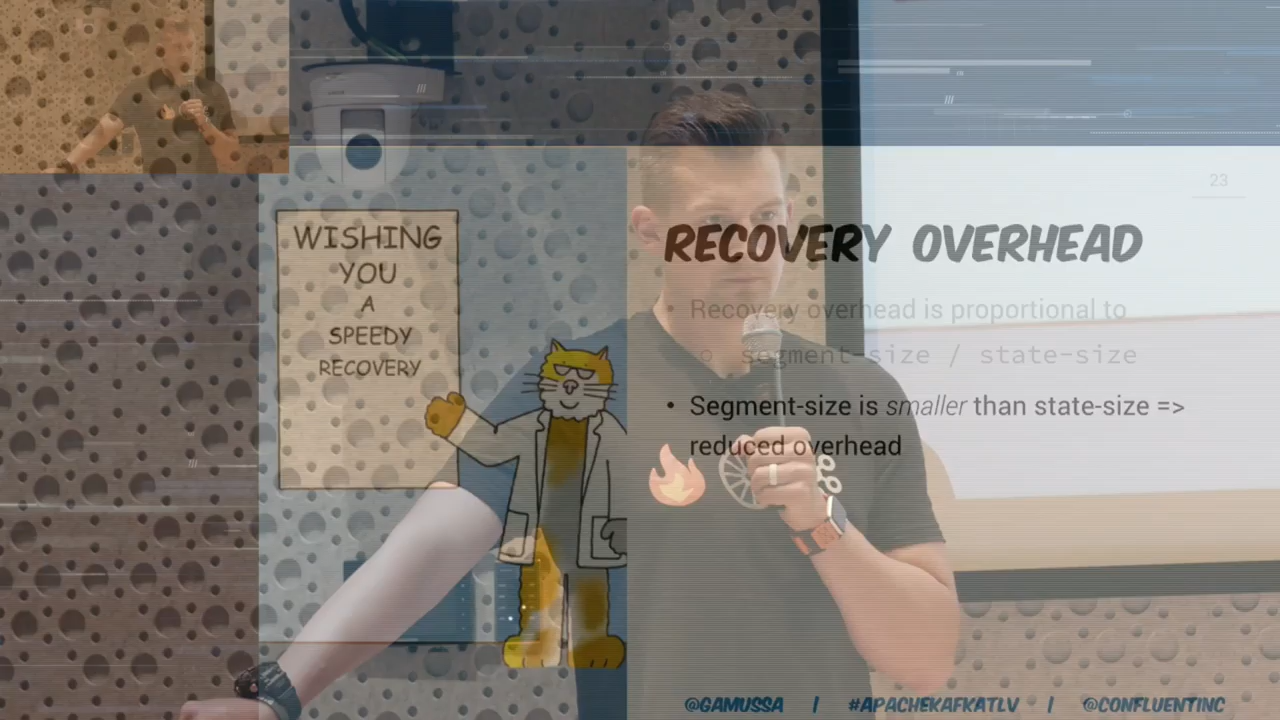 WISHING
YOU
A
SPEEDY
RECOVERY
23
RECOVERY OVERHEAD
• Recovery overhead is proportional to
○ segment-size / state-size
• Segment-size is smaller than state-size =>
reduced overhead
@GAMUSSA | #APACHEKAFKATLV | @CONFLUENTINC